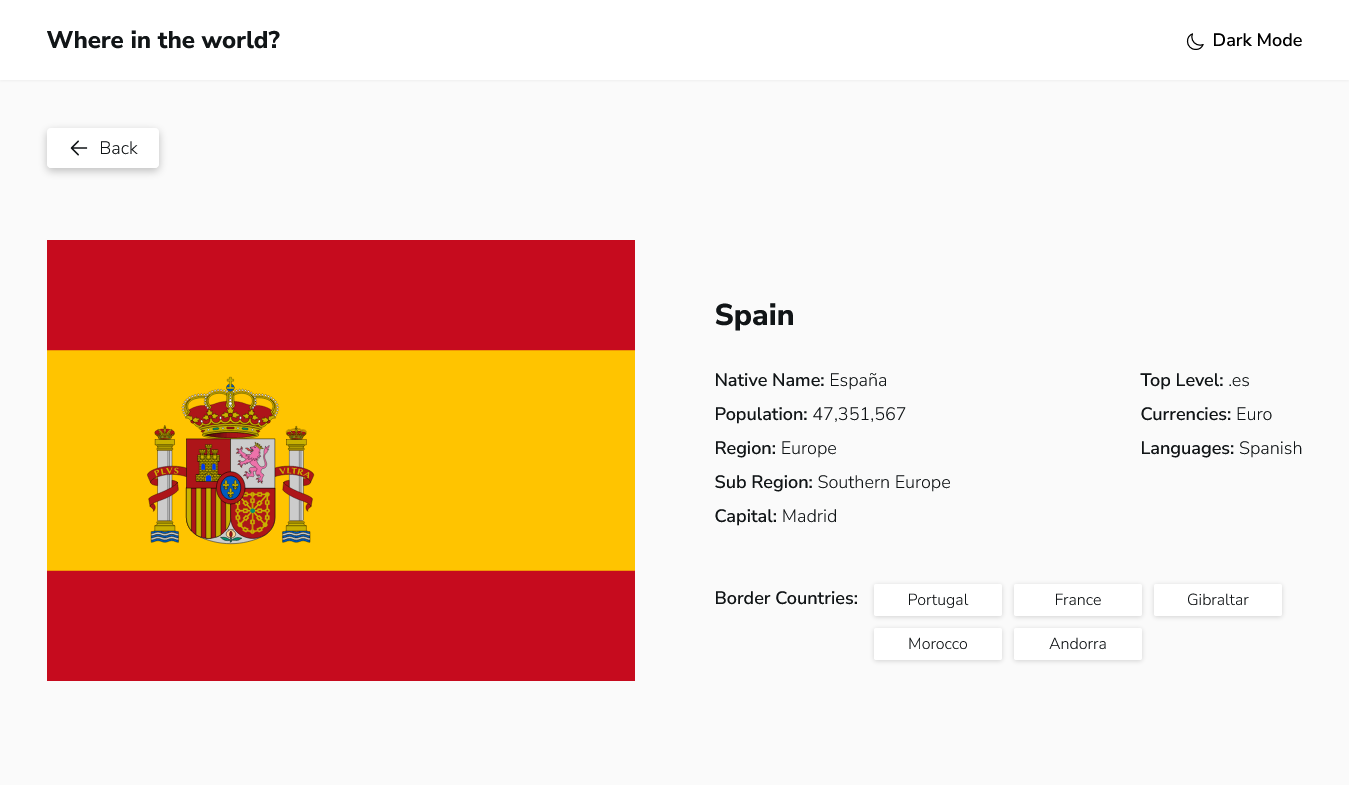 Where in the world?
Dark Mode
Back
PLVS
VLTRA
Spain
Native Name: España
Population: 47,351,567
Region: Europe
Sub Region: Southern Europe
Capital: Madrid
Top Level: .es
Currencies: Euro
Languages: Spanish
Border Countries:
Portugal
France
Gibraltar
Morocco
Andorra